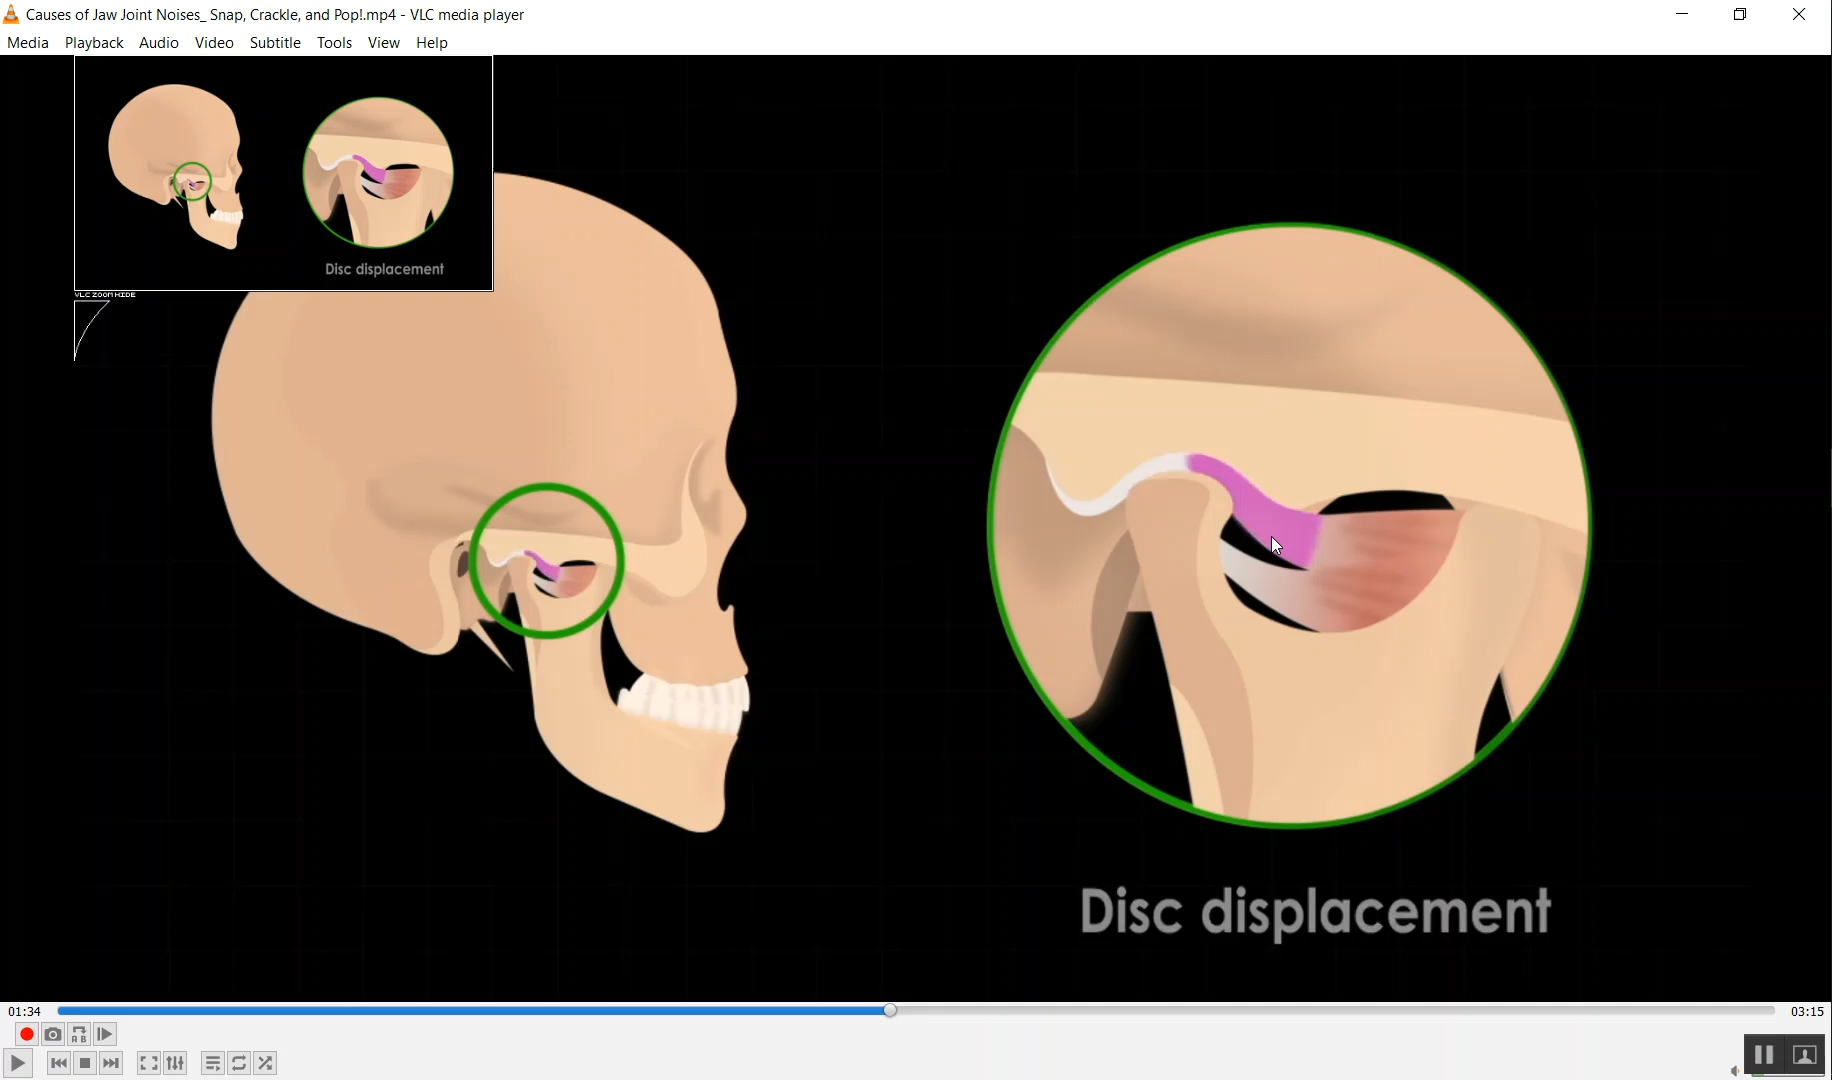 Causes of Jaw Joint Noises_ Snap, Crackle, and Pop!.mp4 - VLC media player
Media Playback Audio Video Subtitle Tools View Help
Disc displacement
VLC ZOOM HIDE
Disc displacement
01:34
03:15
A B